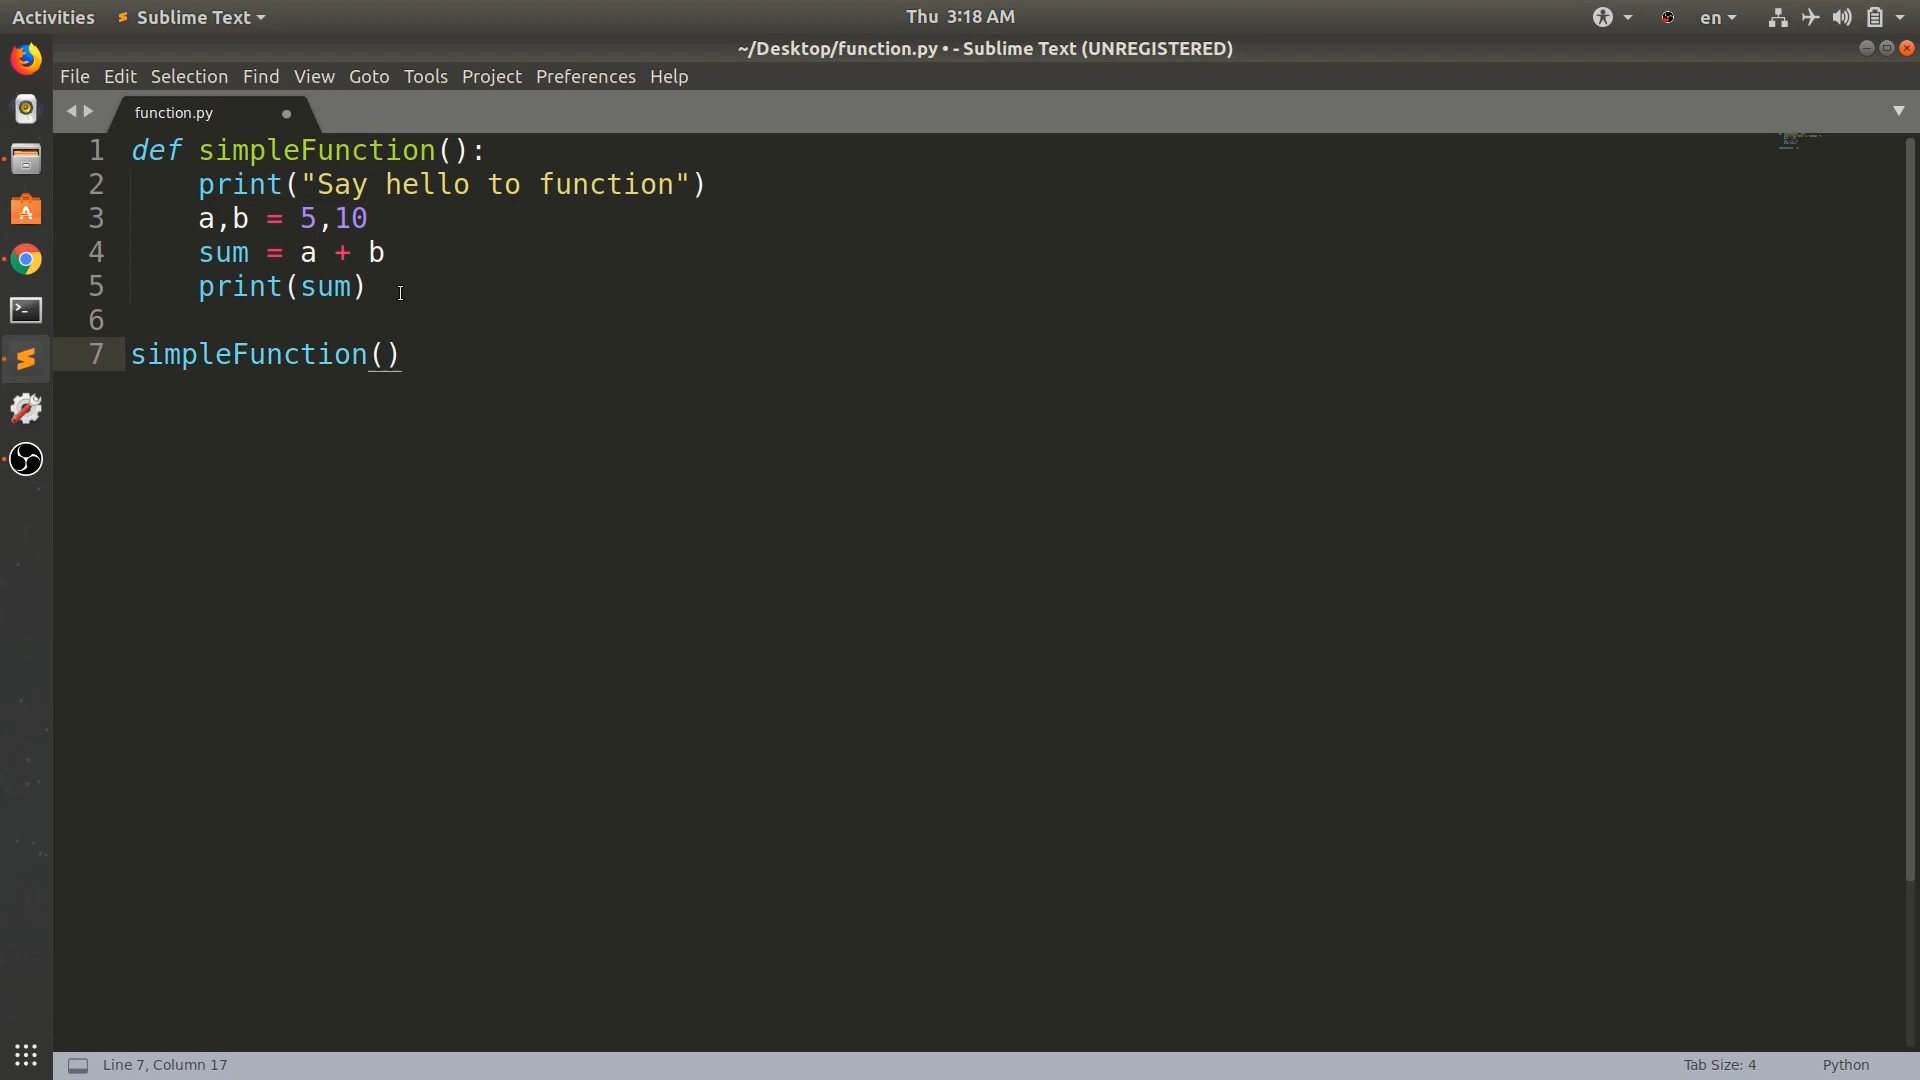 Activities Sublime Text Thu 3:18 AM en
~/Desktop/function.py • - Sublime Text (UNREGISTERED)
File Edit Selection Find View Goto Tools Project Preferences Help
function.py
1 def simpleFunction():
2     print("Say hello to function")
3     a,b = 5,10
4     sum = a + b
5     print(sum)
6
7 simpleFunction()
Line 7, Column 17 Tab Size: 4 Python